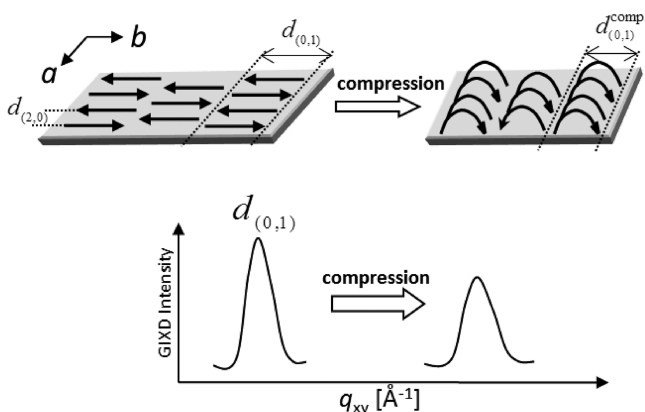 d(0,1)
d(0,1)comp
b
a
compression
d(2,0)
d(0,1)
compression
GIXD Intensity
qxy [Å-1]